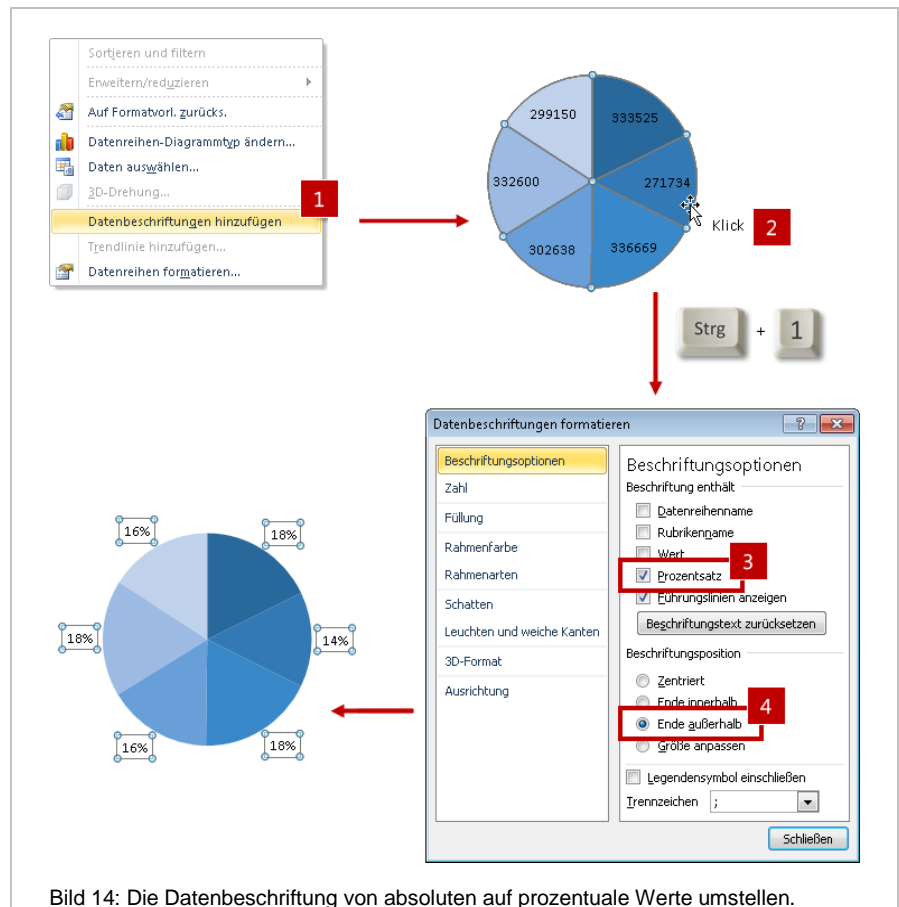 Sortieren und filtern
Erweitern/reduzieren
Auf Formatvorl. zurücks.
Datenreihen-Diagrammtyp ändern...
Daten auswählen...
3D-Drehung...
1
Datenbeschriftungen hinzufügen
Trendlinie hinzufügen...
Datenreihen formatieren...
299150
333525
332600
271734
302638
336669
Klick
2
Strg + 1
Datenbeschriftungen formatieren
Beschriftungsoptionen
Zahl
Füllung
Rahmenfarbe
Rahmenarten
Schatten
Leuchten und weiche Kanten
3D-Format
Ausrichtung
Beschriftungsoptionen
Beschriftung enthält
Datenreihenname
Rubrikenname
Wert
3
Prozentsatz
Führungslinien anzeigen
Beschriftungstext zurücksetzen
Beschriftungsposition
Zentriert
Ende innerhalb
4
Ende außerhalb
Größe anpassen
Legendensymbol einschließen
Trennzeichen ;
Schließen
16%
18%
18%
14%
16%
18%
Bild 14: Die Datenbeschriftung von absoluten auf prozentuale Werte umstellen.